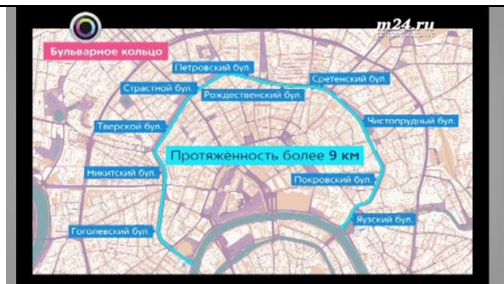 m24.ru
Бульварное кольцо
Петровский бул.
Сретенский бул.
Страстной бул.
Рождественский бул.
Чистопрудный бул.
Тверской бул.
Протяжённость более 9 км
Никитский бул.
Покровский бул.
Яузский бул.
Гоголевский бул.